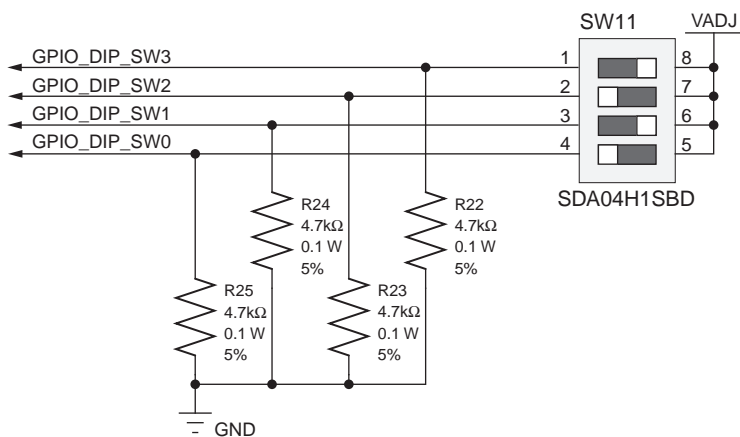 SW11
VADJ
GPIO_DIP_SW3
1
8
GPIO_DIP_SW2
2
7
GPIO_DIP_SW1
3
6
GPIO_DIP_SW0
4
5
SDA04H1SBD
R24
4.7kΩ
0.1 W
5%
R22
4.7kΩ
0.1 W
5%
R25
4.7kΩ
0.1 W
5%
R23
4.7kΩ
0.1 W
5%
GND